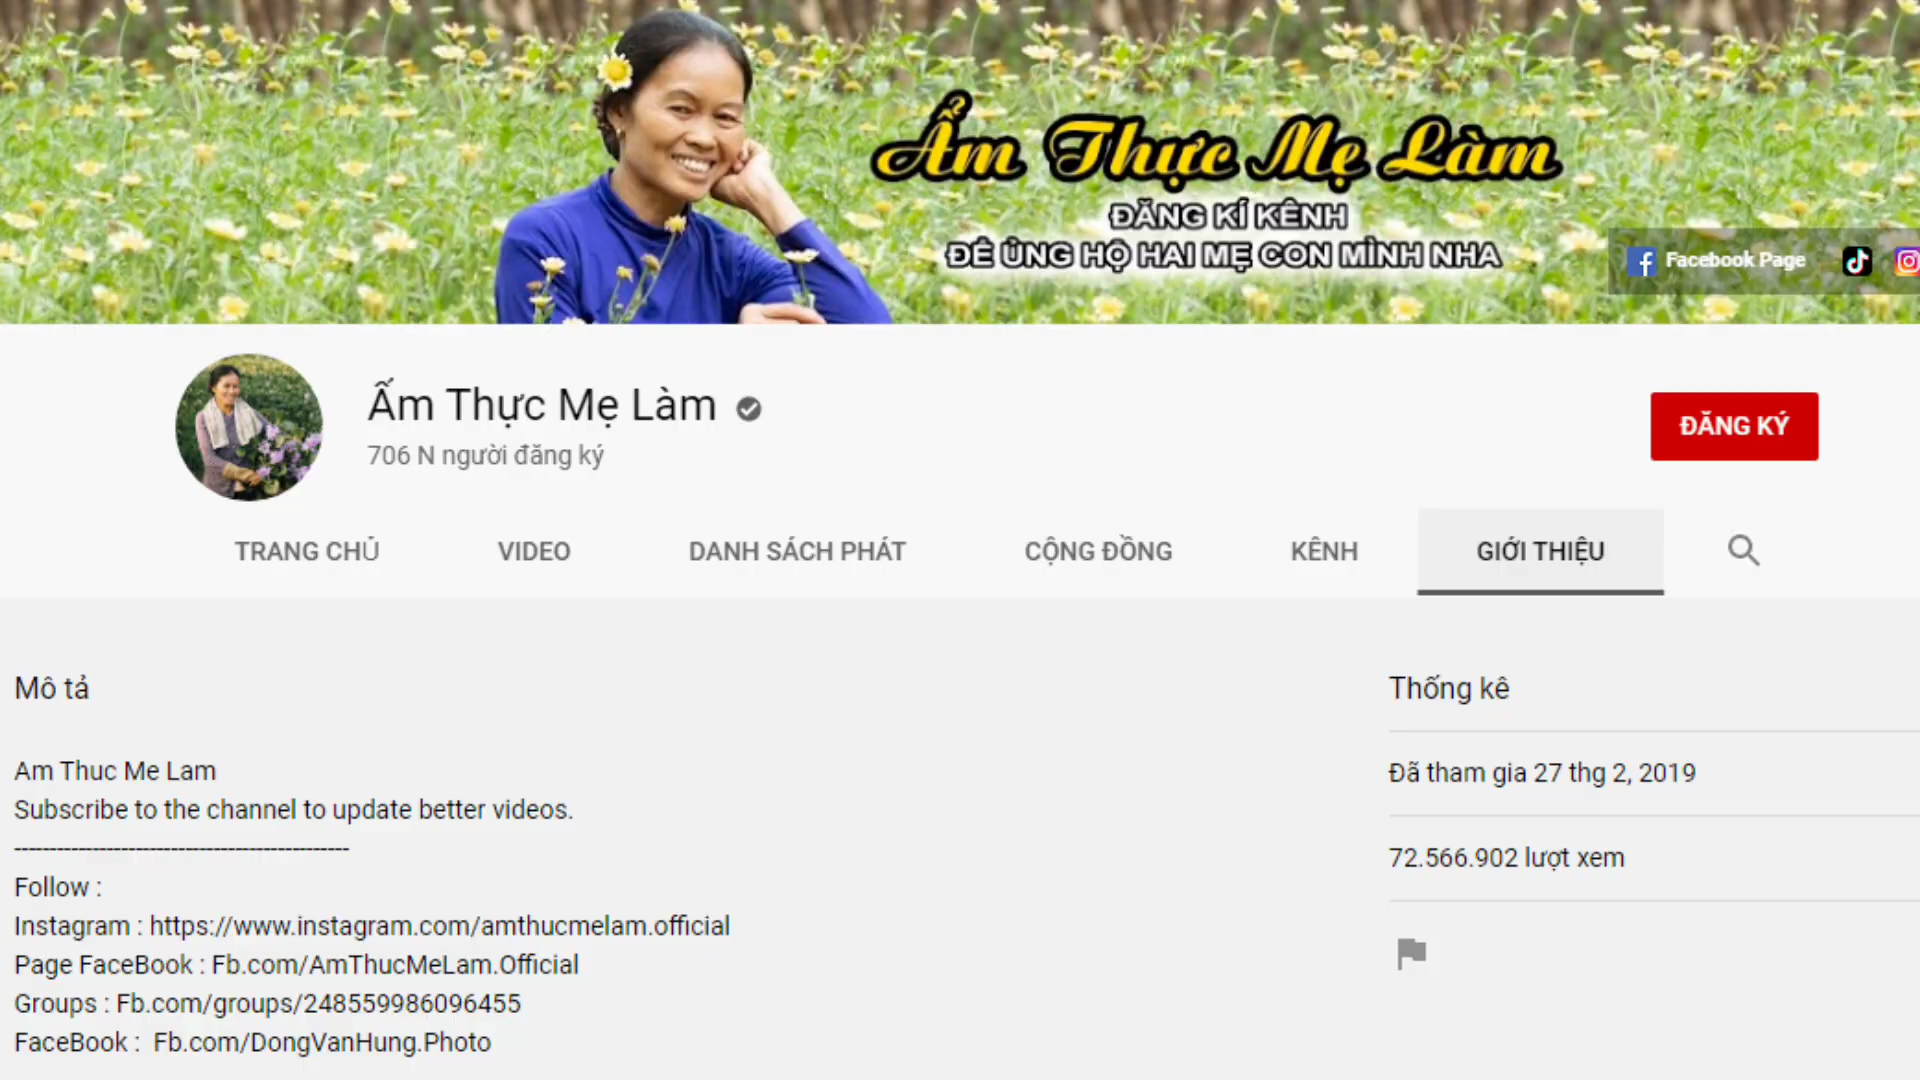 Ẩm Thực Mẹ Làm
ĐĂNG KÍ KÊNH
ĐỂ ỦNG HỘ HAI MẸ CON MÌNH NHA
Facebook Page
Ẩm Thực Mẹ Làm
706 N người đăng ký
ĐĂNG KÝ
TRANG CHỦ
VIDEO
DANH SÁCH PHÁT
CỘNG ĐỒNG
KÊNH
GIỚI THIỆU
Mô tả
Am Thuc Me Lam
Subscribe to the channel to update better videos.
------------------------------------------------
Follow :
Instagram : https://www.instagram.com/amthucmelam.official
Page FaceBook : Fb.com/AmThucMeLam.Official
Groups : Fb.com/groups/248559986096455
FaceBook :  Fb.com/DongVanHung.Photo
Thống kê
Đã tham gia 27 thg 2, 2019
72.566.902 lượt xem